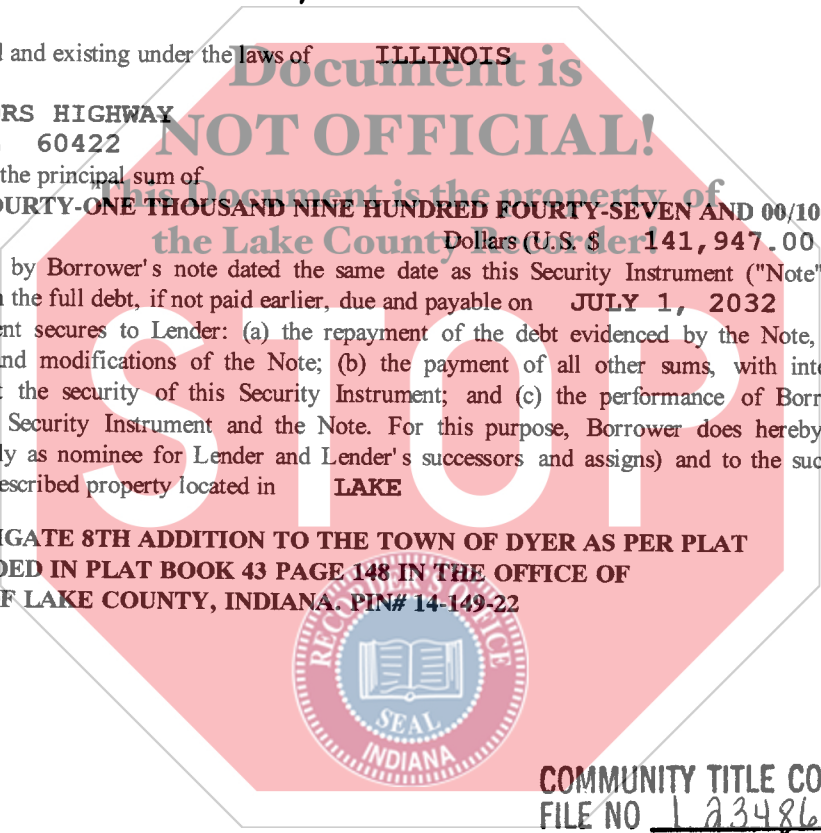 d and existing under the laws of ILLINOIS
Document is
RS HIGHWAY
NOT OFFICIAL!
60422
the principal sum of
This Document is the property of
OURTY-ONE THOUSAND NINE HUNDRED FOURTY-SEVEN AND 00/10
the Lake County Recorder!
Dollars (U.S. $ 141,947.00
by Borrower's note dated the same date as this Security Instrument ("Note"
the full debt, if not paid earlier, due and payable on JULY 1, 2032
nt secures to Lender: (a) the repayment of the debt evidenced by the Note,
nd modifications of the Note; (b) the payment of all other sums, with inte
t the security of this Security Instrument; and (c) the performance of Borr
Security Instrument and the Note. For this purpose, Borrower does hereby
ly as nominee for Lender and Lender's successors and assigns) and to the suc
escribed property located in LAKE
STOP
IGATE 8TH ADDITION TO THE TOWN OF DYER AS PER PLAT
DED IN PLAT BOOK 43 PAGE 148 IN THE OFFICE OF
F LAKE COUNTY, INDIANA. PIN# 14-149-22
RECORDER'S OFFICE
SEAL
INDIANA
COMMUNITY TITLE CO
FILE NO L 23486